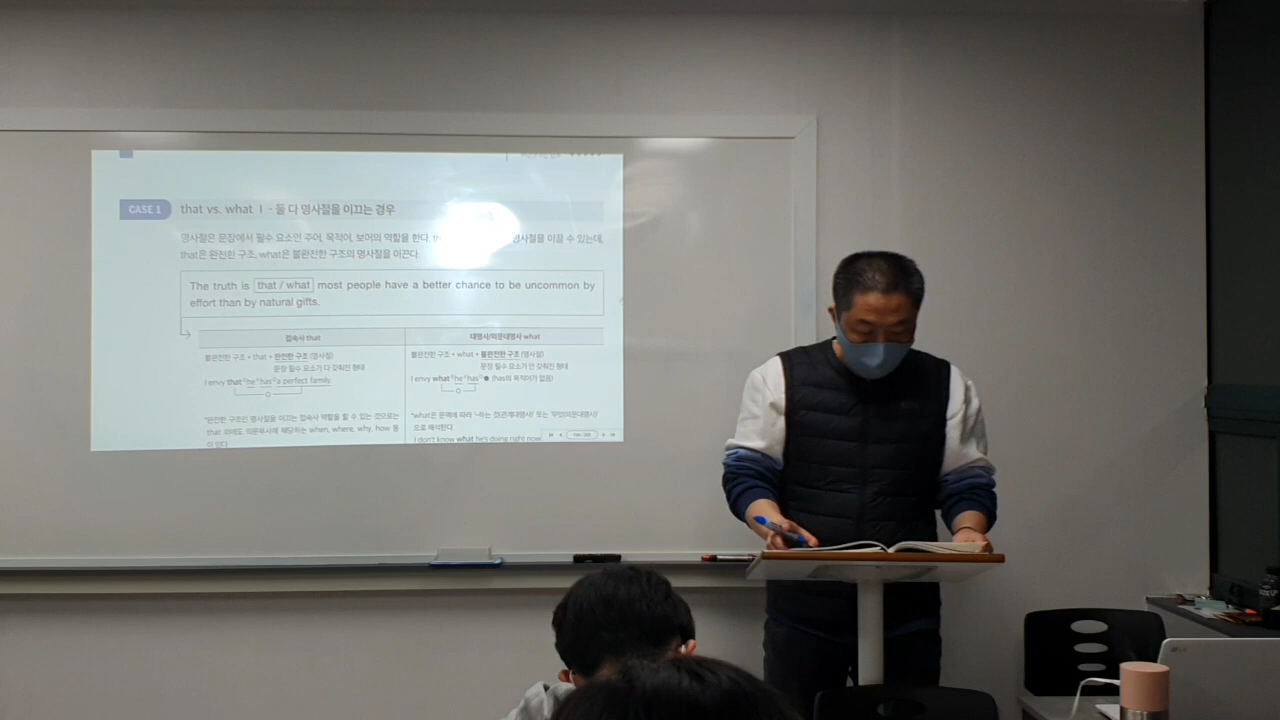 CASE 1 that vs. what Ⅰ - 둘 다 명사절을 이끄는 경우
명사절은 문장에서 필수 요소인 주어, 목적어, 보어의 역할을 한다. 명사절을 이끌 수 있는데,
that은 완전한 구조, what은 불완전한 구조의 명사절을 이끈다.
The truth is that / what most people have a better chance to be uncommon by
effort than by natural gifts.
접속사 that
불완전한 구조 + that + 완전한 구조 (명사절)
문장 필수 요소가 다 갖춰진 형태
I envy that he has a perfect family.
O
*완전한 구조인 명사절을 이끄는 접속사 역할을 할 수 있는 것으로는
that 외에도 의문부사에 해당하는 when, where, why, how 등
이 있다.
대명사/의문대명사 what
불완전한 구조 + what + 불완전한 구조 (명사절)
문장 필수 요소가 안 갖춰진 형태
I envy what he has ● (has의 목적어가 없음)
O
*what은 문맥에 따라 '~하는 것(관계대명사)' 또는 '무엇(의문대명사)'
으로 해석한다.
I don't know what he's doing right now